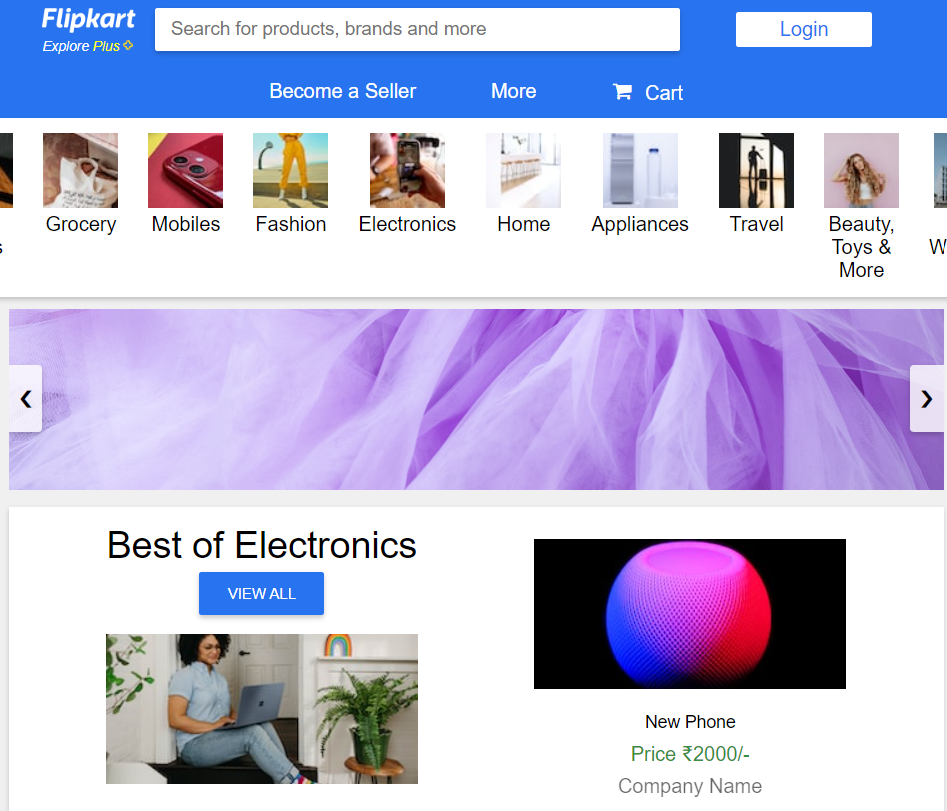 Flipkart
Explore Plus
Search for products, brands and more
Login
Become a Seller
More
Cart
Grocery
Mobiles
Fashion
Electronics
Home
Appliances
Travel
Beauty,
Toys &
More
Best of Electronics
VIEW ALL
New Phone
Price ₹2000/-
Company Name